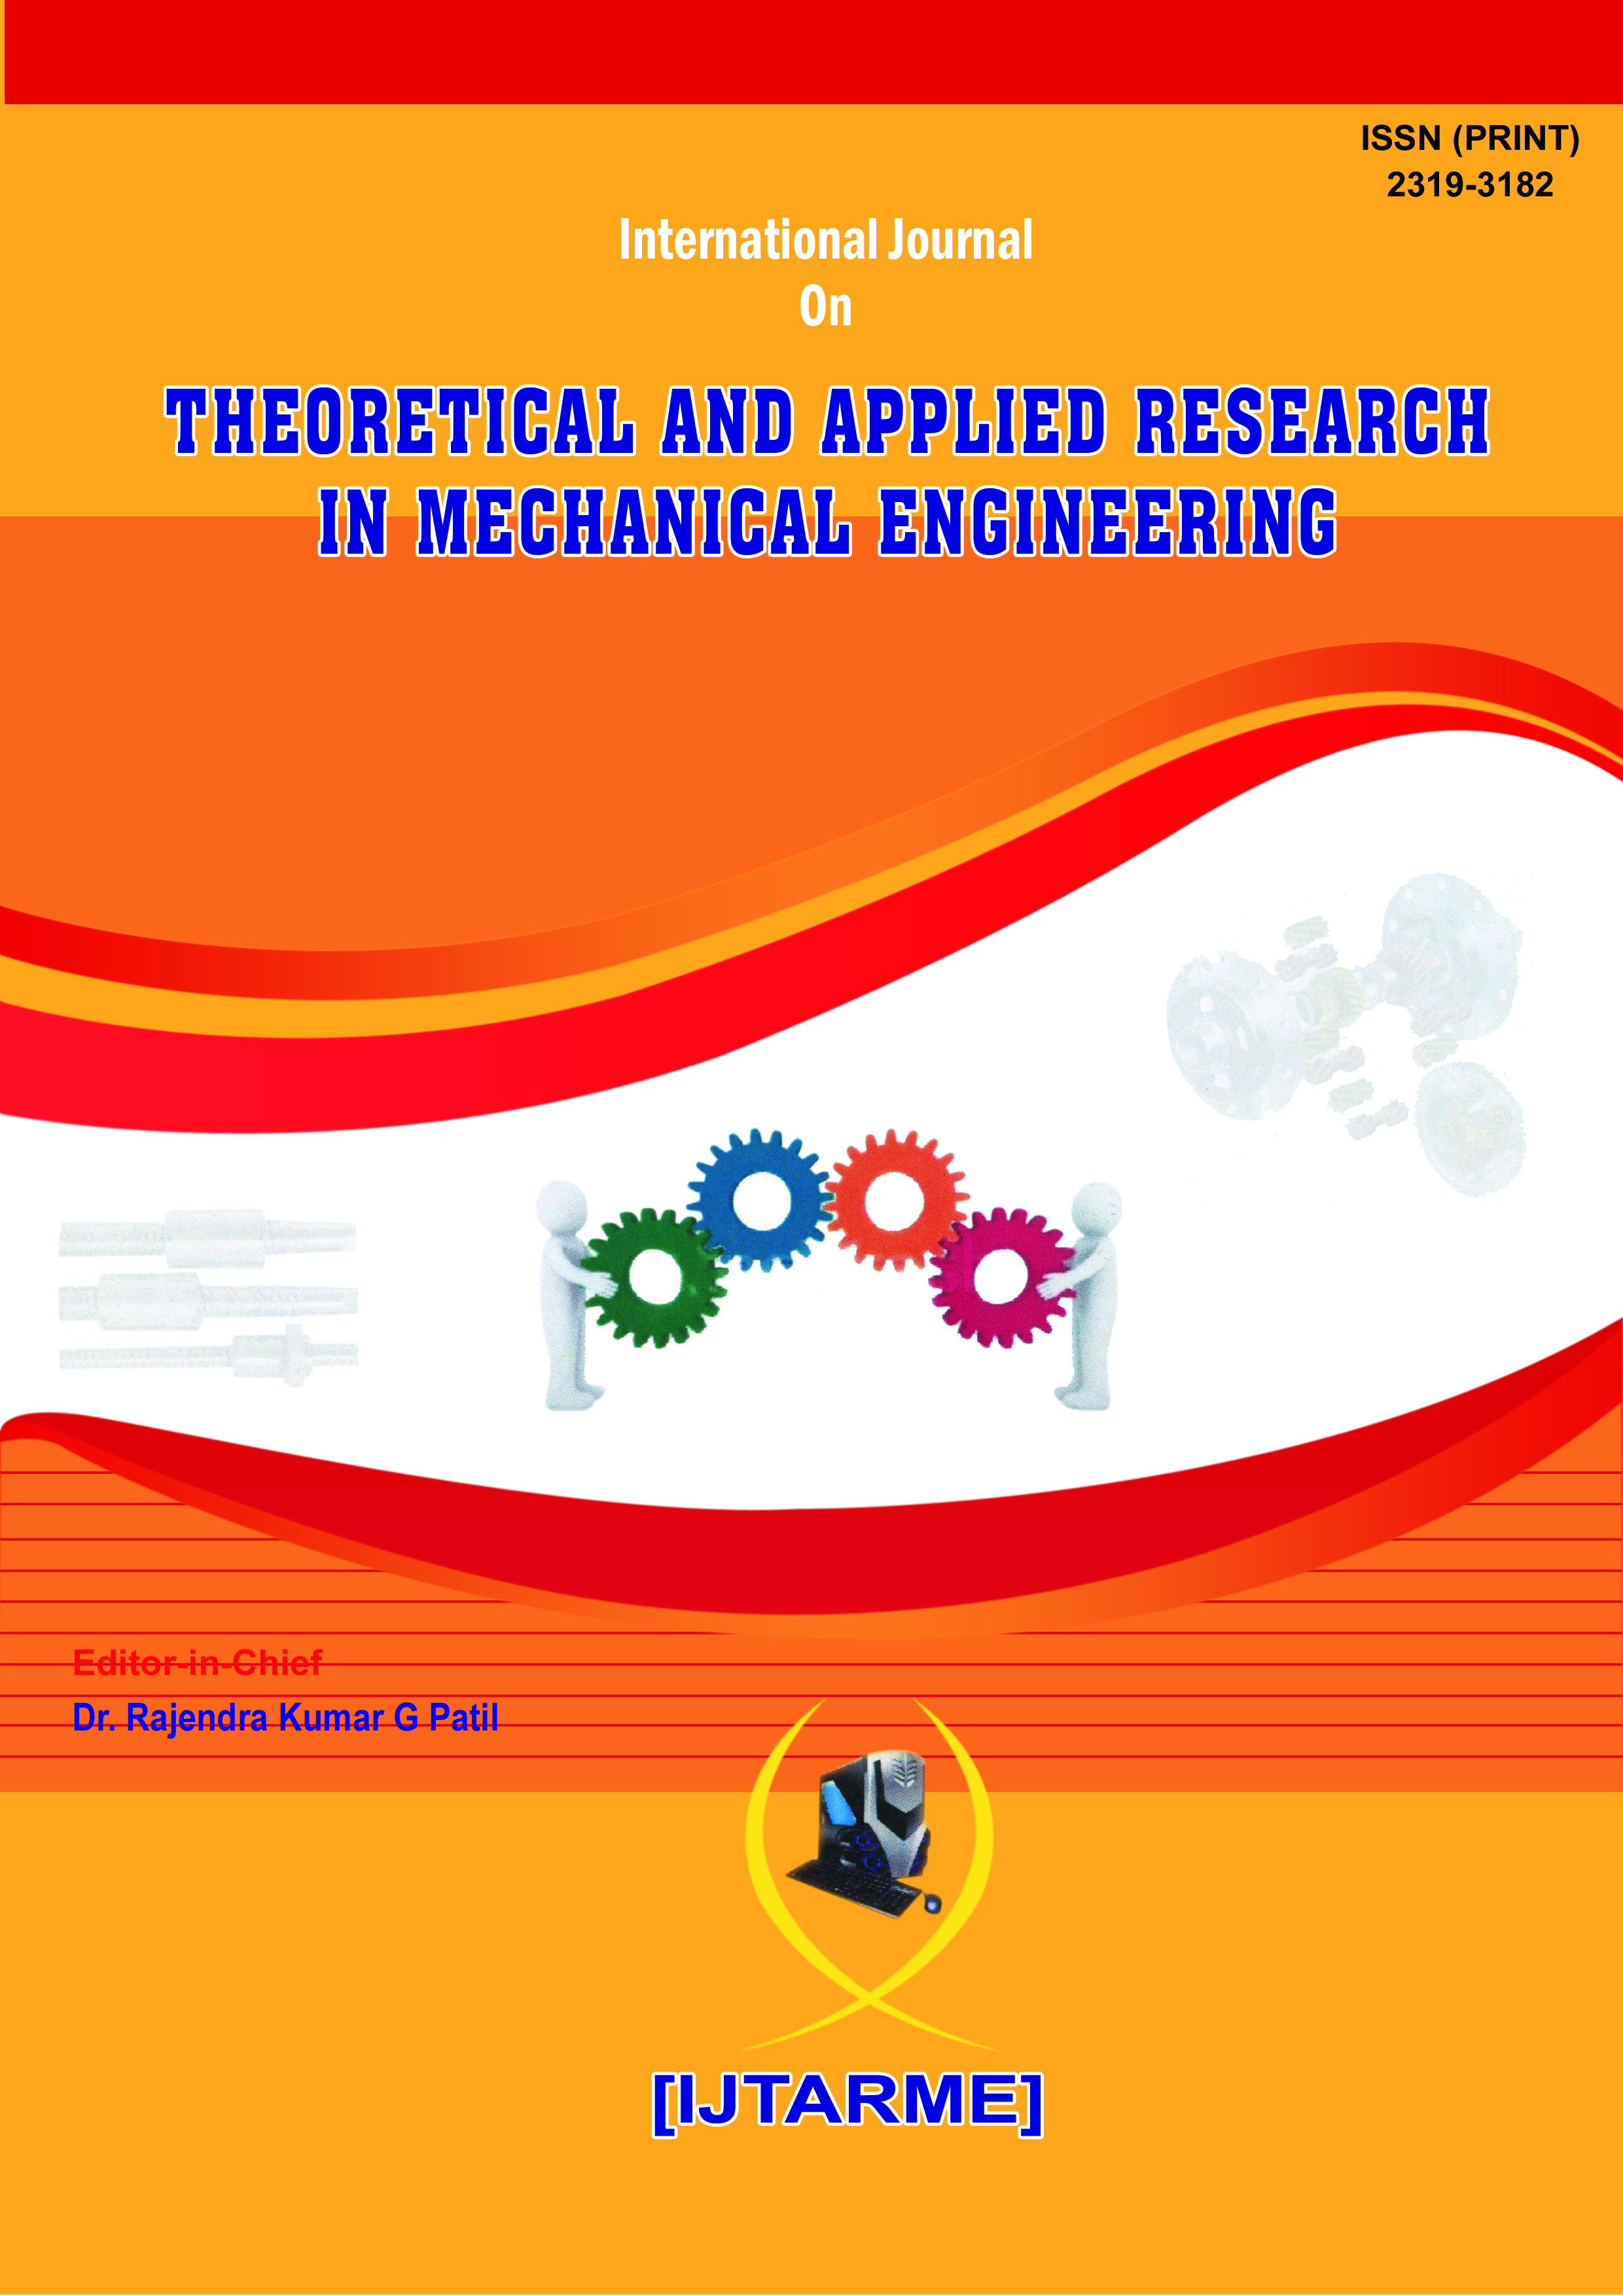 ISSN (PRINT)
2319-3182
International Journal
On
THEORETICAL AND APPLIED RESEARCH
IN MECHANICAL ENGINEERING
Editor-in-Chief
Dr. Rajendra Kumar G Patil
[IJTARME]